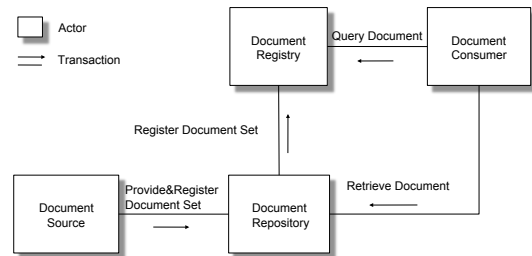 Actor
Transaction
Document
Registry
Query Document
Document
Consumer
Register Document Set
Document
Source
Provide&Register
Document Set
Document
Repository
Retrieve Document